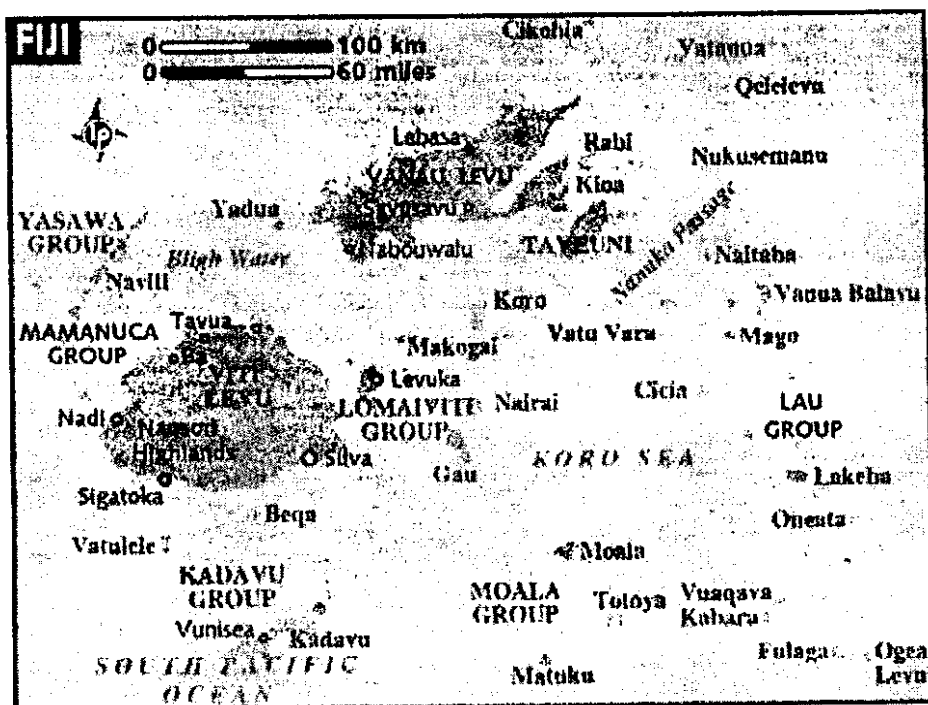 FIJI
0 100 km
0 60 miles
Cikobia
Vatauua
Qelelevu
Labasa
Rabi
VANAU LEVU
Nukusemanu
Kioa
Savusavu
YASAWA
GROUP
Yadua
Nabouwalu
TAVEUNI
Nanuka Passage
Bligh Water
Naitaba
Navili
Koro
Vanua Balavu
MAMANUCA
GROUP
Tavua
Vatu Vara
Mago
Makogai
Ba
VITI
LEVU
Levuka
Cicia
LOMAIVITI
GROUP
Nairai
LAU
GROUP
Nadi
Nausori
Highlands
Suva
KORO SEA
Gau
Lakeba
Sigatoka
Beqa
Oneata
Vatulele
Moala
KADAVU
GROUP
MOALA
GROUP
Totoya
Vuaqava
Kabara
Vunisea
Kadavu
Fulaga
Ogea
Levu
SOUTH PACIFIC
OCEAN
Matuku